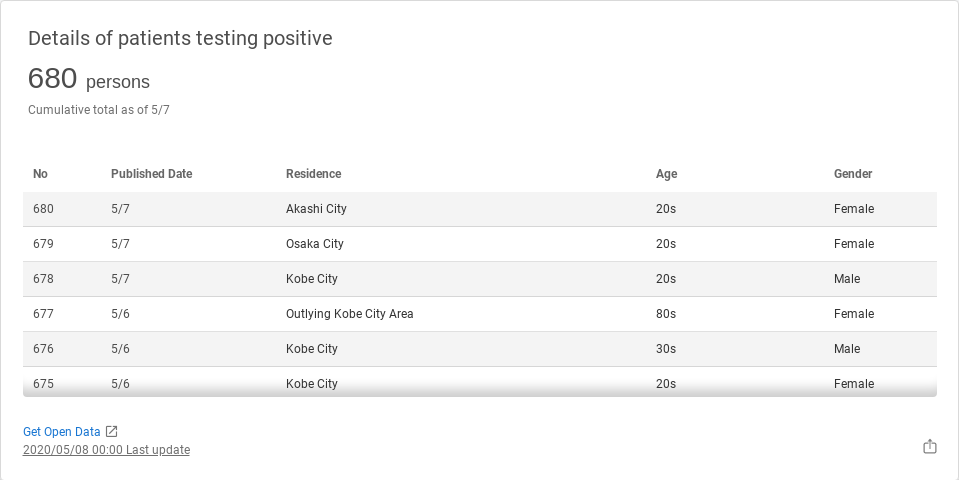 Details of patients testing positive
680 persons
Cumulative total as of 5/7
No Published Date Residence Age Gender
680 5/7 Akashi City 20s Female
679 5/7 Osaka City 20s Female
678 5/7 Kobe City 20s Male
677 5/6 Outlying Kobe City Area 80s Female
676 5/6 Kobe City 30s Male
675 5/6 Kobe City 20s Female
Get Open Data
2020/05/08 00:00 Last update